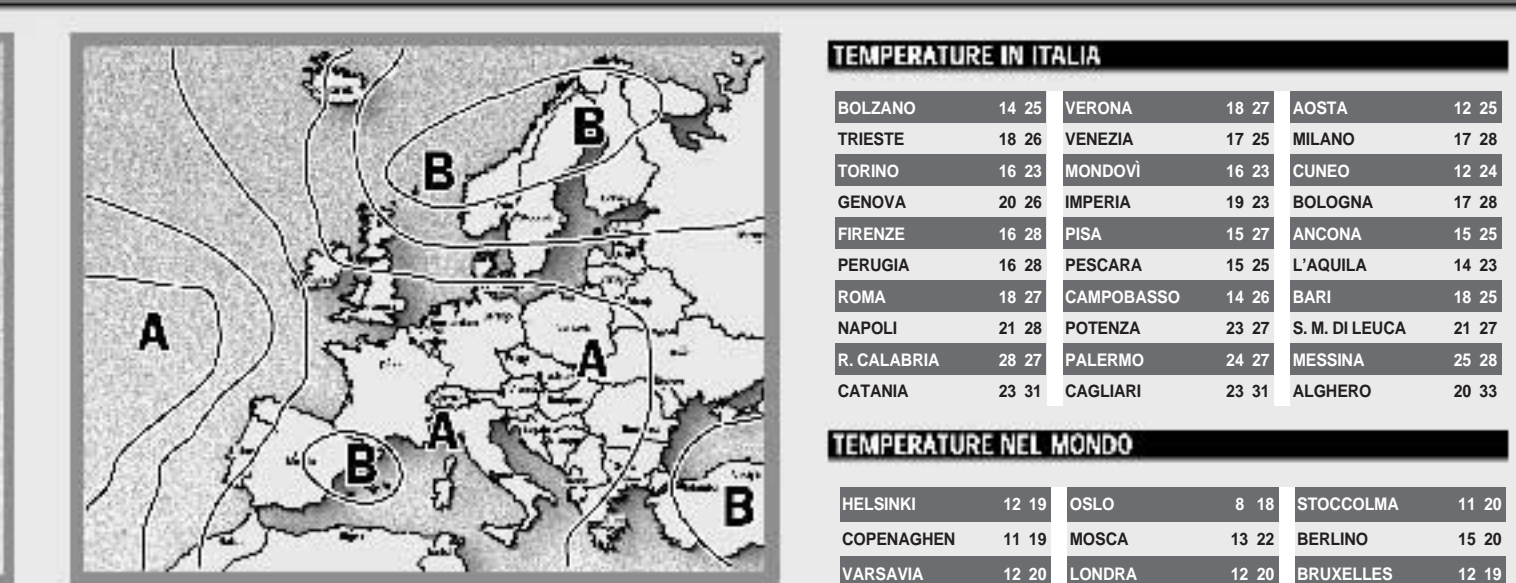 B
B
A
A
A
B
B
TEMPERATURE IN ITALIA
BOLZANO 14 25 VERONA 18 27 AOSTA 12 25
TRIESTE 18 26 VENEZIA 17 25 MILANO 17 28
TORINO 16 23 MONDOVÌ 16 23 CUNEO 12 24
GENOVA 20 26 IMPERIA 19 23 BOLOGNA 17 28
FIRENZE 16 28 PISA 15 27 ANCONA 15 25
PERUGIA 16 28 PESCARA 15 25 L'AQUILA 14 23
ROMA 18 27 CAMPOBASSO 14 26 BARI 18 25
NAPOLI 21 28 POTENZA 23 27 S. M. DI LEUCA 21 27
R. CALABRIA 28 27 PALERMO 24 27 MESSINA 25 28
CATANIA 23 31 CAGLIARI 23 31 ALGHERO 20 33
TEMPERATURE NEL MONDO
HELSINKI 12 19 OSLO 8 18 STOCCOLMA 11 20
COPENAGHEN 11 19 MOSCA 13 22 BERLINO 15 20
VARSAVIA 12 20 LONDRA 12 20 BRUXELLES 12 19